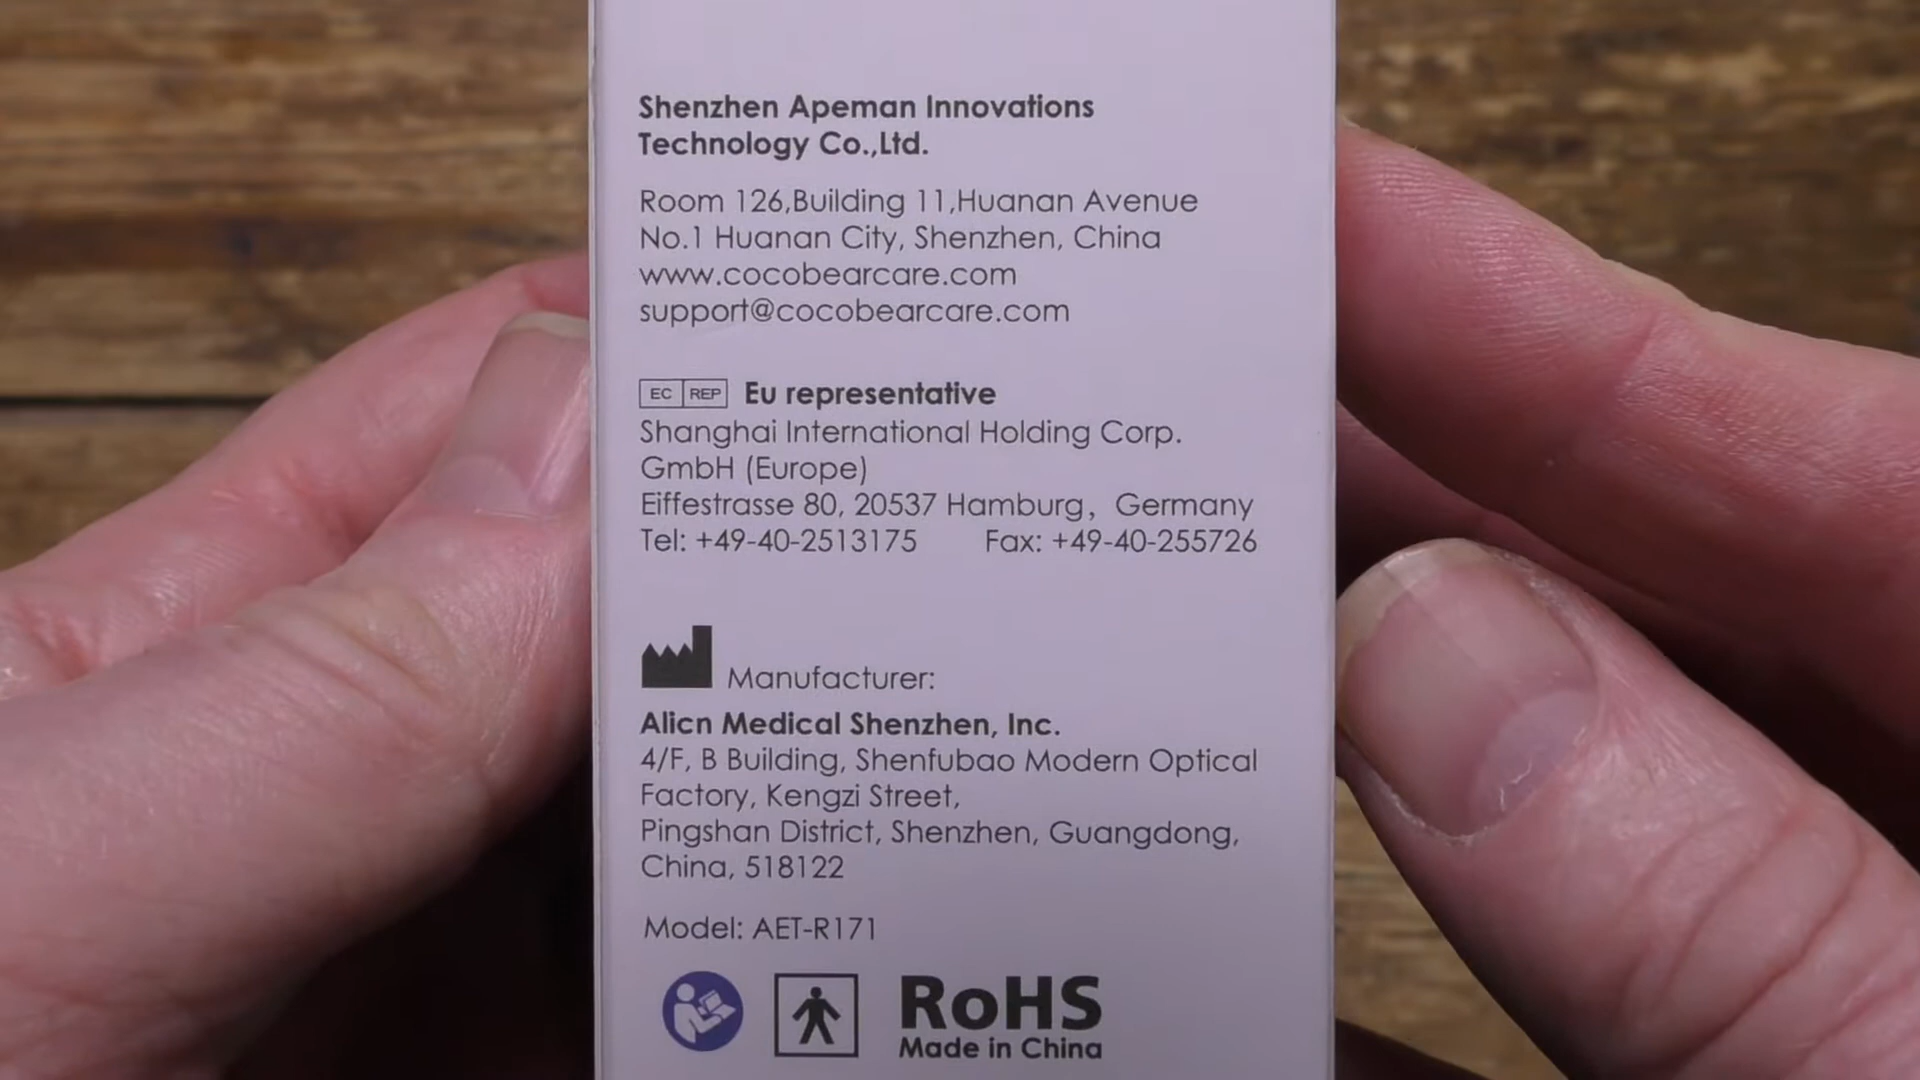 Shenzhen Apeman Innovations
Technology Co.,Ltd.
Room 126,Building 11,Huanan Avenue
No.1 Huanan City, Shenzhen, China
www.cocobearcare.com
support@cocobearcare.com
EC REP Eu representative
Shanghai International Holding Corp.
GmbH (Europe)
Eiffestrasse 80, 20537 Hamburg, Germany
Tel: +49-40-2513175 Fax: +49-40-255726
Manufacturer:
Alicn Medical Shenzhen, Inc.
4/F, B Building, Shenfubao Modern Optical
Factory, Kengzi Street,
Pingshan District, Shenzhen, Guangdong,
China, 518122
Model: AET-R171
RoHS
Made in China